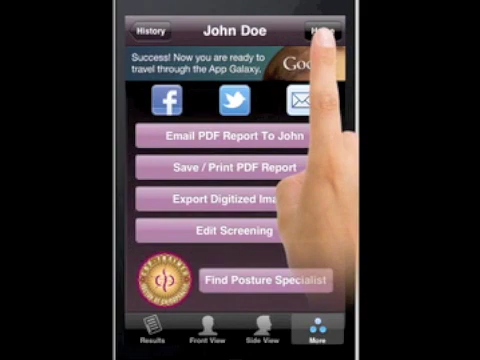 History
John Doe
Success! Now you are ready to
travel through the App Galaxy.
Email PDF Report To John
Save / Print PDF Report
Export Digitized
Edit Screening
Find Posture Specialist
Results
Front View
Side View
More